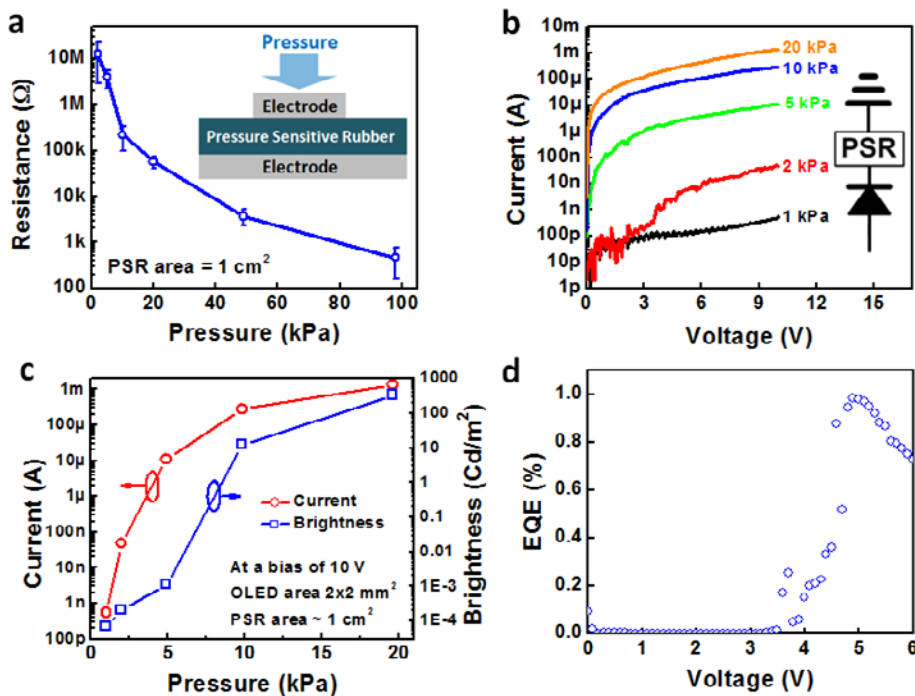 a
Pressure
Electrode
Pressure Sensitive Rubber
Electrode
PSR area = 1 cm²
Resistance (Ω)
10M
1M
100k
10k
1k
100
0 20 40 60 80 100
Pressure (kPa)
b
Current (A)
10m
1m
100µ
10µ
1µ
100n
10n
1n
100p
10p
1p
20 kPa
10 kPa
5 kPa
2 kPa
1 kPa
PSR
0 3 6 9 12 15
Voltage (V)
c
Current (A)
1m
100µ
10µ
1µ
100n
10n
1n
100p
Current
Brightness
At a bias of 10 V
OLED area 2x2 mm²
PSR area ~ 1 cm²
1000
100
10
1
0.1
0.01
1E-3
1E-4
Brightness (Cd/m²)
0 5 10 15 20
Pressure (kPa)
d
EQE (%)
1.0
0.8
0.6
0.4
0.2
0.0
0 1 2 3 4 5 6
Voltage (V)